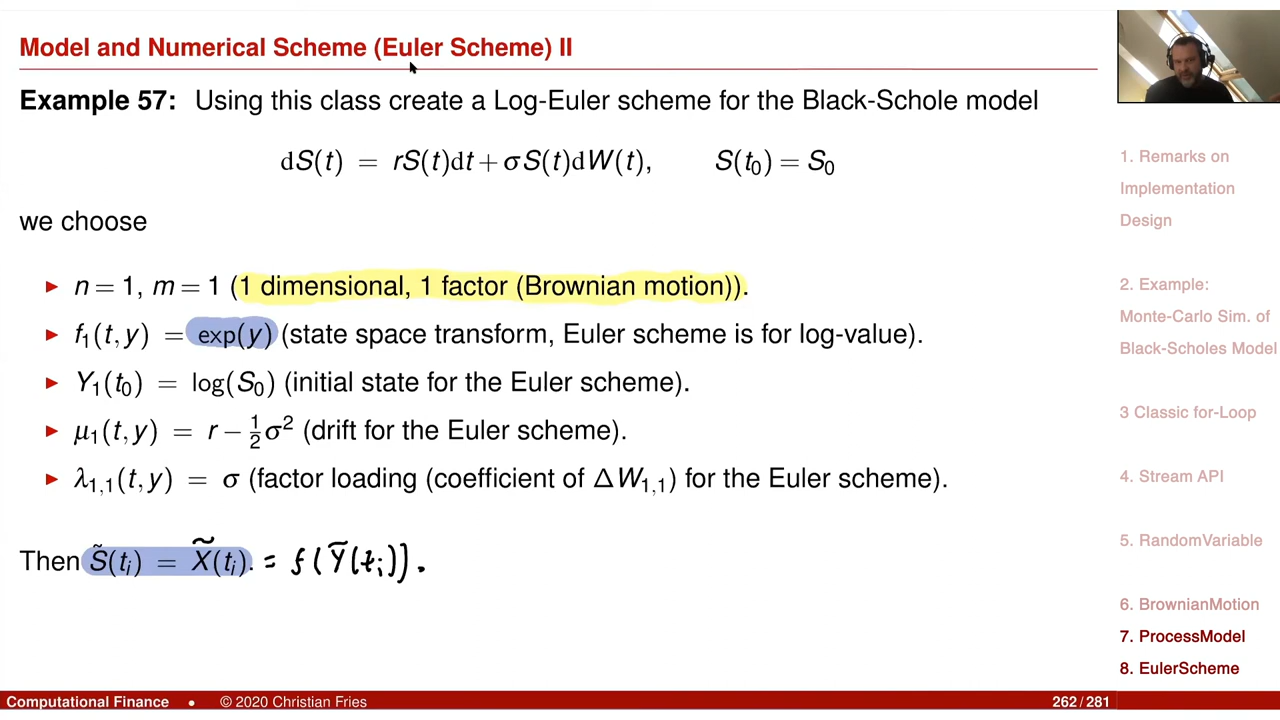 Model and Numerical Scheme (Euler Scheme) II
Example 57: Using this class create a Log-Euler scheme for the Black-Schole model
dS(t) = rS(t)dt + σS(t)dW(t), S(t₀) = S₀
we choose
▶ n = 1, m = 1 (1 dimensional, 1 factor (Brownian motion)).
▶ f₁(t, y) = exp(y) (state space transform, Euler scheme is for log-value).
▶ Y₁(t₀) = log(S₀) (initial state for the Euler scheme).
▶ μ₁(t, y) = r − ½σ² (drift for the Euler scheme).
▶ λ₁,₁(t, y) = σ (factor loading (coefficient of ΔW₁,₁) for the Euler scheme).
Then S̃(tᵢ) = X̃(tᵢ). = f(Ỹ(tᵢ)).
1. Remarks on
Implementation
Design
2. Example:
Monte-Carlo Sim. of
Black-Scholes Model
3 Classic for-Loop
4. Stream API
5. RandomVariable
6. BrownianMotion
7. ProcessModel
8. EulerScheme
Computational Finance • © 2020 Christian Fries 262 / 281